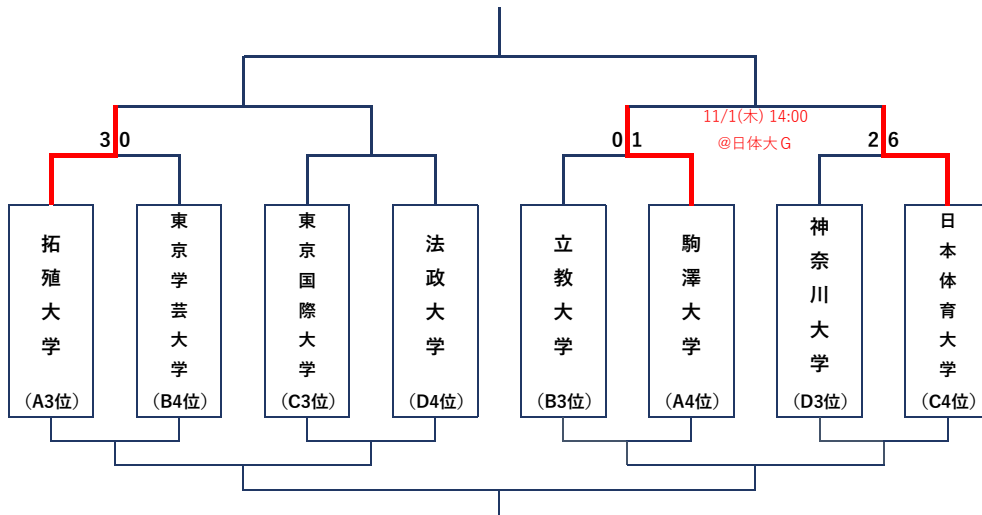 11/1(木) 14:00
@日体大G
3 0
0 1
2 6
拓殖大学
(A3位)
東京学芸大学
(B4位)
東京国際大学
(C3位)
法政大学
(D4位)
立教大学
(B3位)
駒澤大学
(A4位)
神奈川大学
(D3位)
日本体育大学
(C4位)